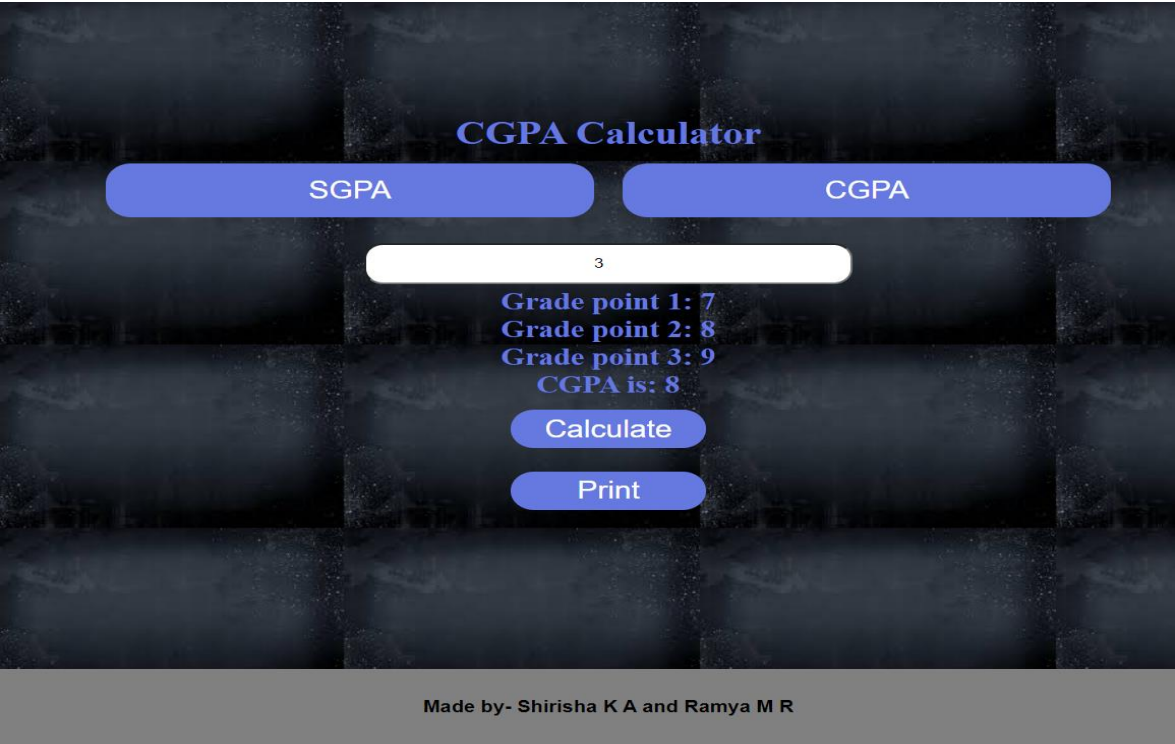 CGPA Calculator
SGPA
CGPA
3
Grade point 1: 7
Grade point 2: 8
Grade point 3: 9
CGPA is: 8
Calculate
Print
Made by- Shirisha K A and Ramya M R